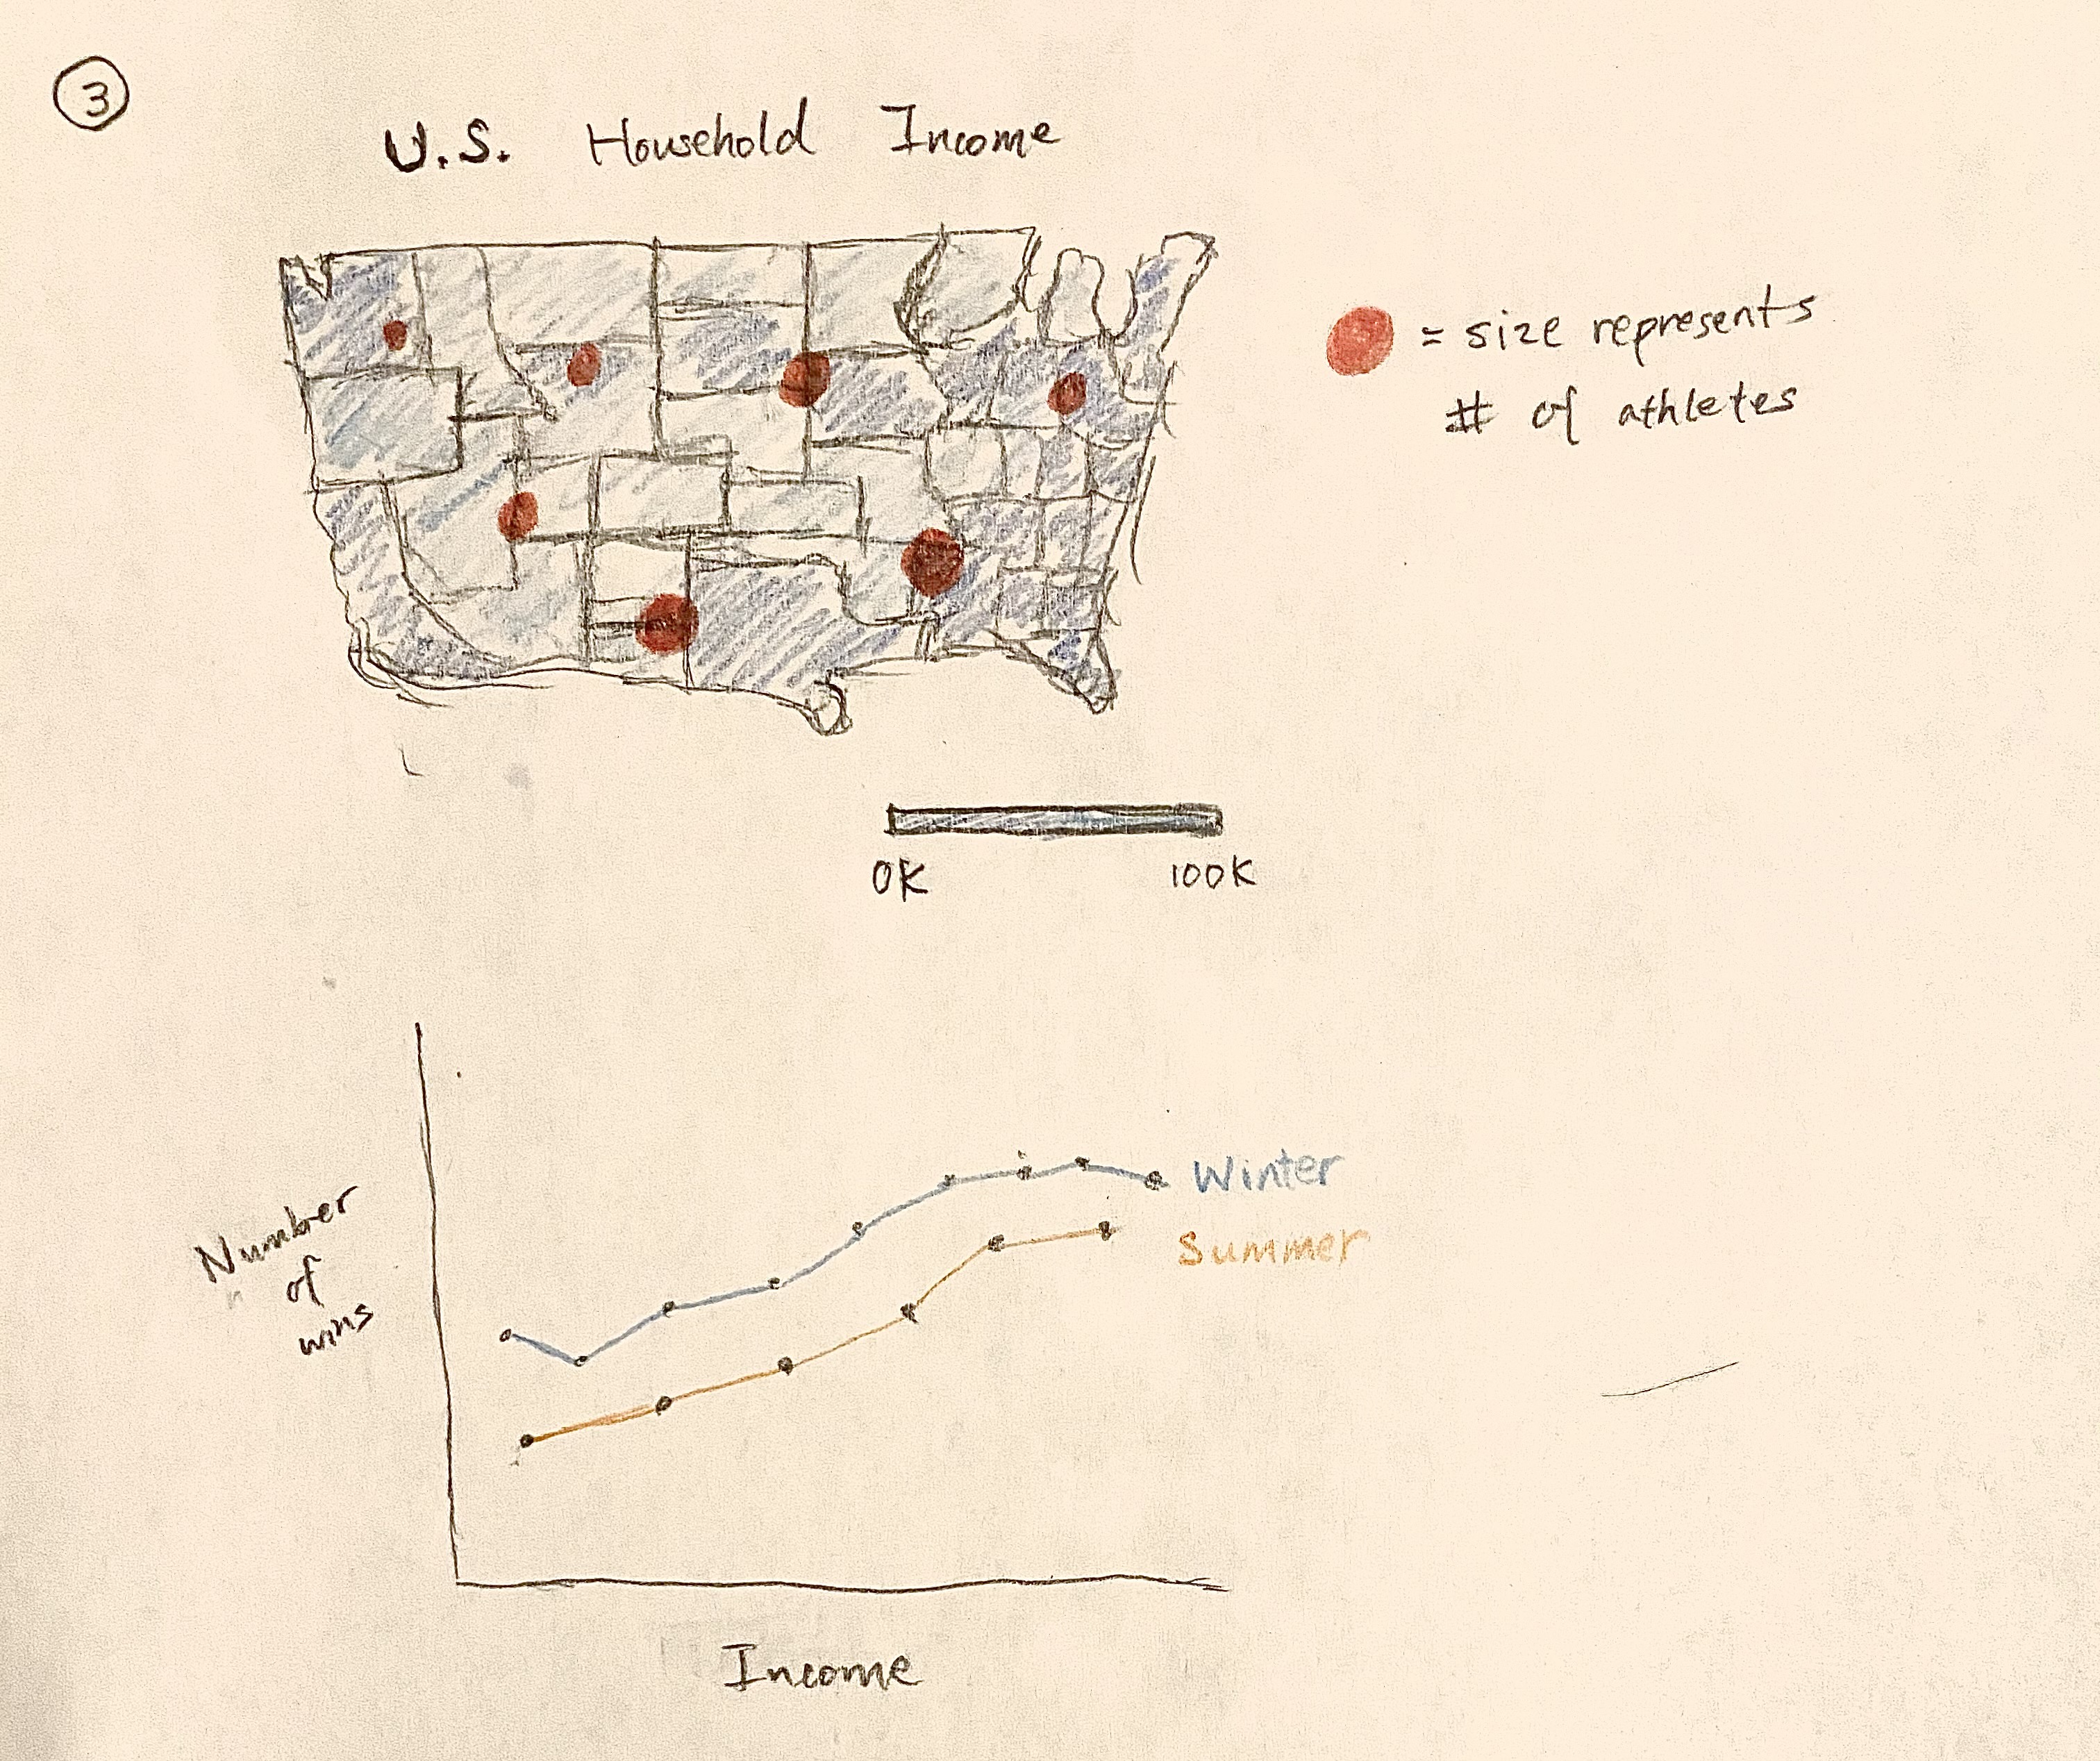 3
U.S. Household Income
= size represents
# of athletes
0K 100K
Winter
Summer
Number
of
wins
Income